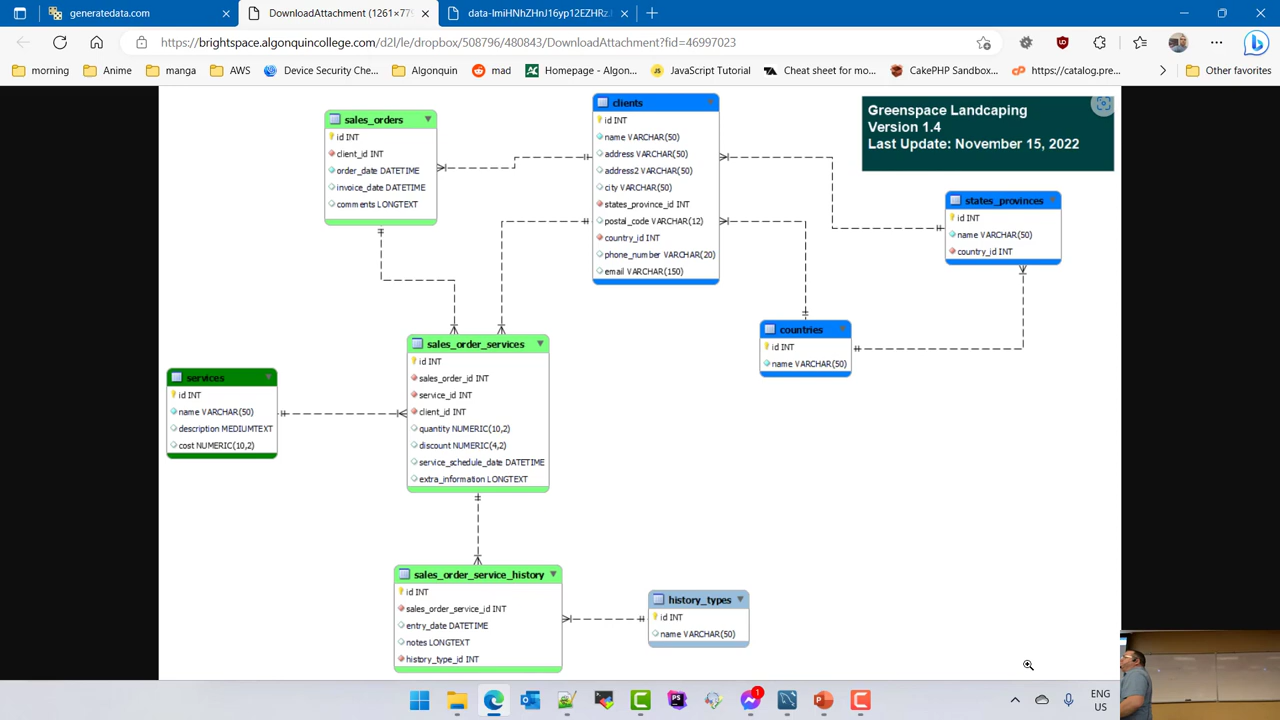 generatedata.com
DownloadAttachment (1261×77
data-ImiHNhZHnJ16yp12EZHRz
https://brightspace.algonquincollege.com/d2l/le/dropbox/508796/480843/DownloadAttachment?fid=46997023
morning
Anime
manga
AWS
Device Security Che...
Algonquin
mad
Homepage - Algon...
JavaScript Tutorial
Cheat sheet for mo...
CakePHP Sandbox...
https://catalog.pre...
Other favorites
Greenspace Landcaping
Version 1.4
Last Update: November 15, 2022
sales_orders
id INT
client_id INT
order_date DATETIME
invoice_date DATETIME
comments LONGTEXT
clients
id INT
name VARCHAR(50)
address VARCHAR(50)
address2 VARCHAR(50)
city VARCHAR(50)
states_province_id INT
postal_code VARCHAR(12)
country_id INT
phone_number VARCHAR(20)
email VARCHAR(150)
states_provinces
id INT
name VARCHAR(50)
country_id INT
countries
id INT
name VARCHAR(50)
services
id INT
name VARCHAR(50)
description MEDIUMTEXT
cost NUMERIC(10,2)
sales_order_services
id INT
sales_order_id INT
service_id INT
client_id INT
quantity NUMERIC(10,2)
discount NUMERIC(4,2)
service_schedule_date DATETIME
extra_information LONGTEXT
sales_order_service_history
id INT
sales_order_service_id INT
entry_date DATETIME
notes LONGTEXT
history_type_id INT
history_types
id INT
name VARCHAR(50)
1
ENG
US